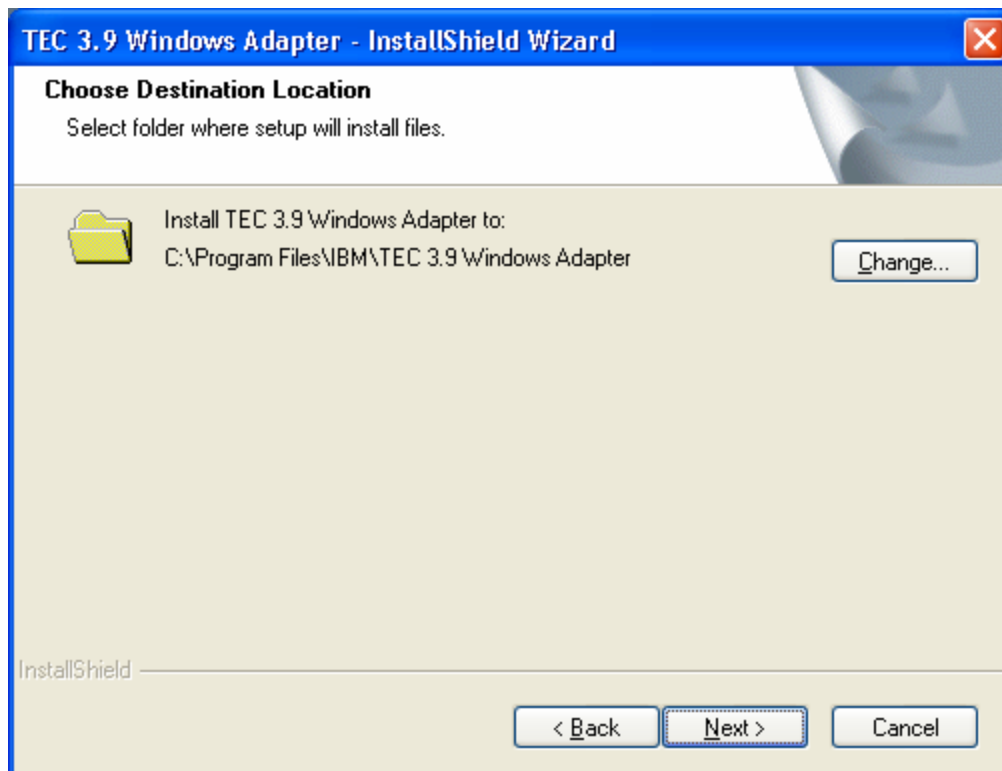 TEC 3.9 Windows Adapter - InstallShield Wizard
Choose Destination Location
Select folder where setup will install files.
Install TEC 3.9 Windows Adapter to:
C:\Program Files\IBM\TEC 3.9 Windows Adapter
Change...
InstallShield
< Back
Next >
Cancel